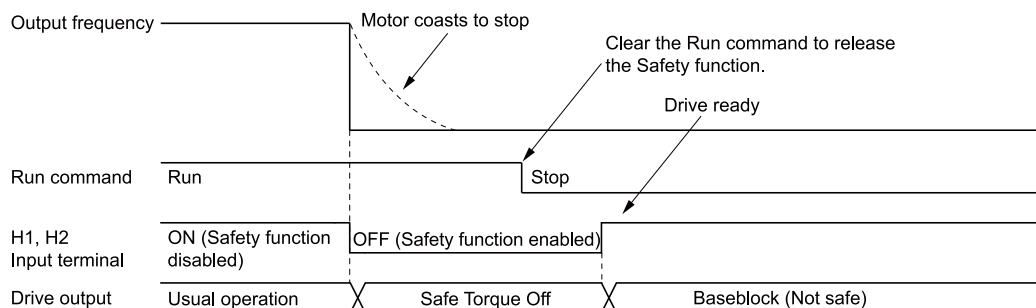 Output frequency
Motor coasts to stop
Clear the Run command to release
the Safety function.
Drive ready
Run command
Run
Stop
H1, H2
Input terminal
ON (Safety function
disabled)
OFF (Safety function enabled)
Drive output
Usual operation
Safe Torque Off
Baseblock (Not safe)